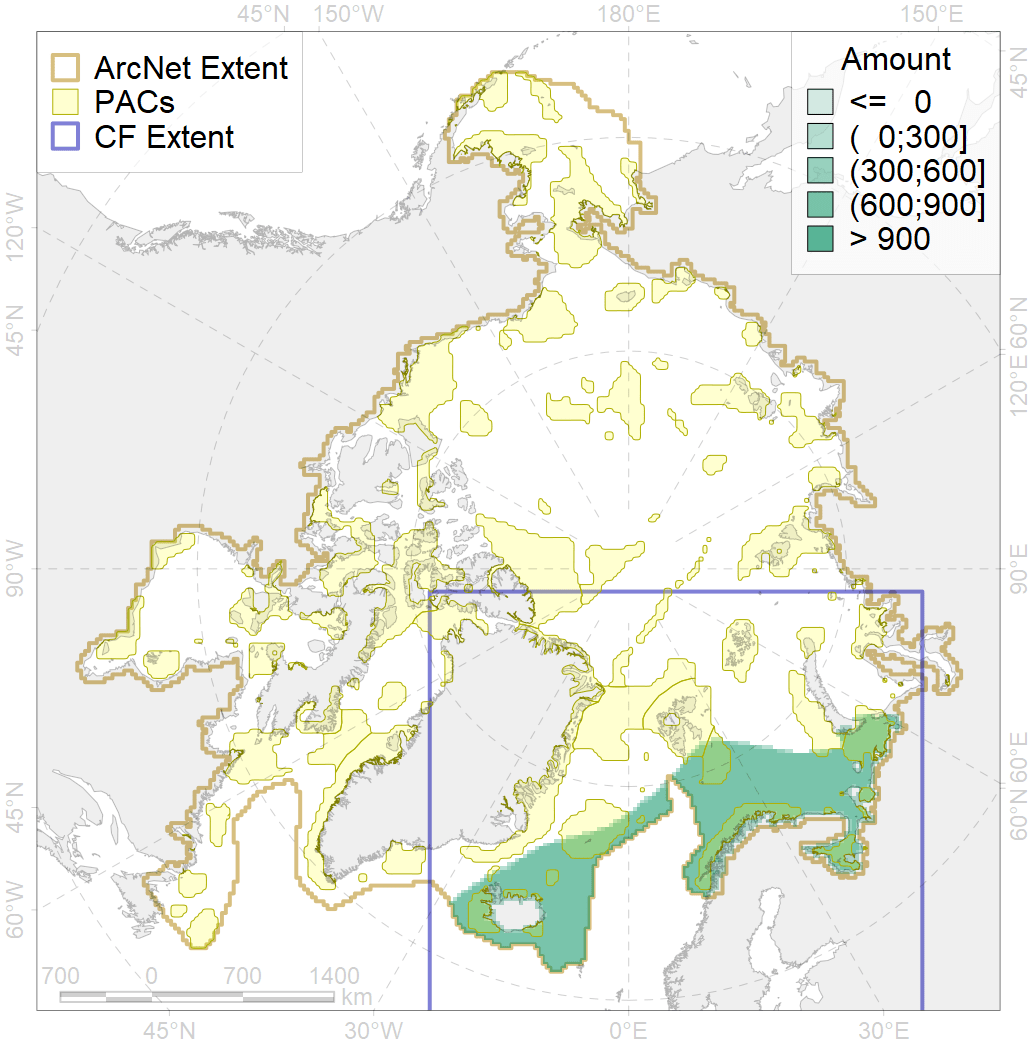 45°N 150°W 180°E 150°E
ArcNet Extent
PACs
CF Extent
Amount
<= 0
( 0;300]
(300;600]
(600;900]
> 900
45°N
120°W
60°N
45°N
120°E
90°W
90°E
60°E
45°N
60°N
60°W
700 0 700 1400
km
45°N 30°W 0°E 30°E